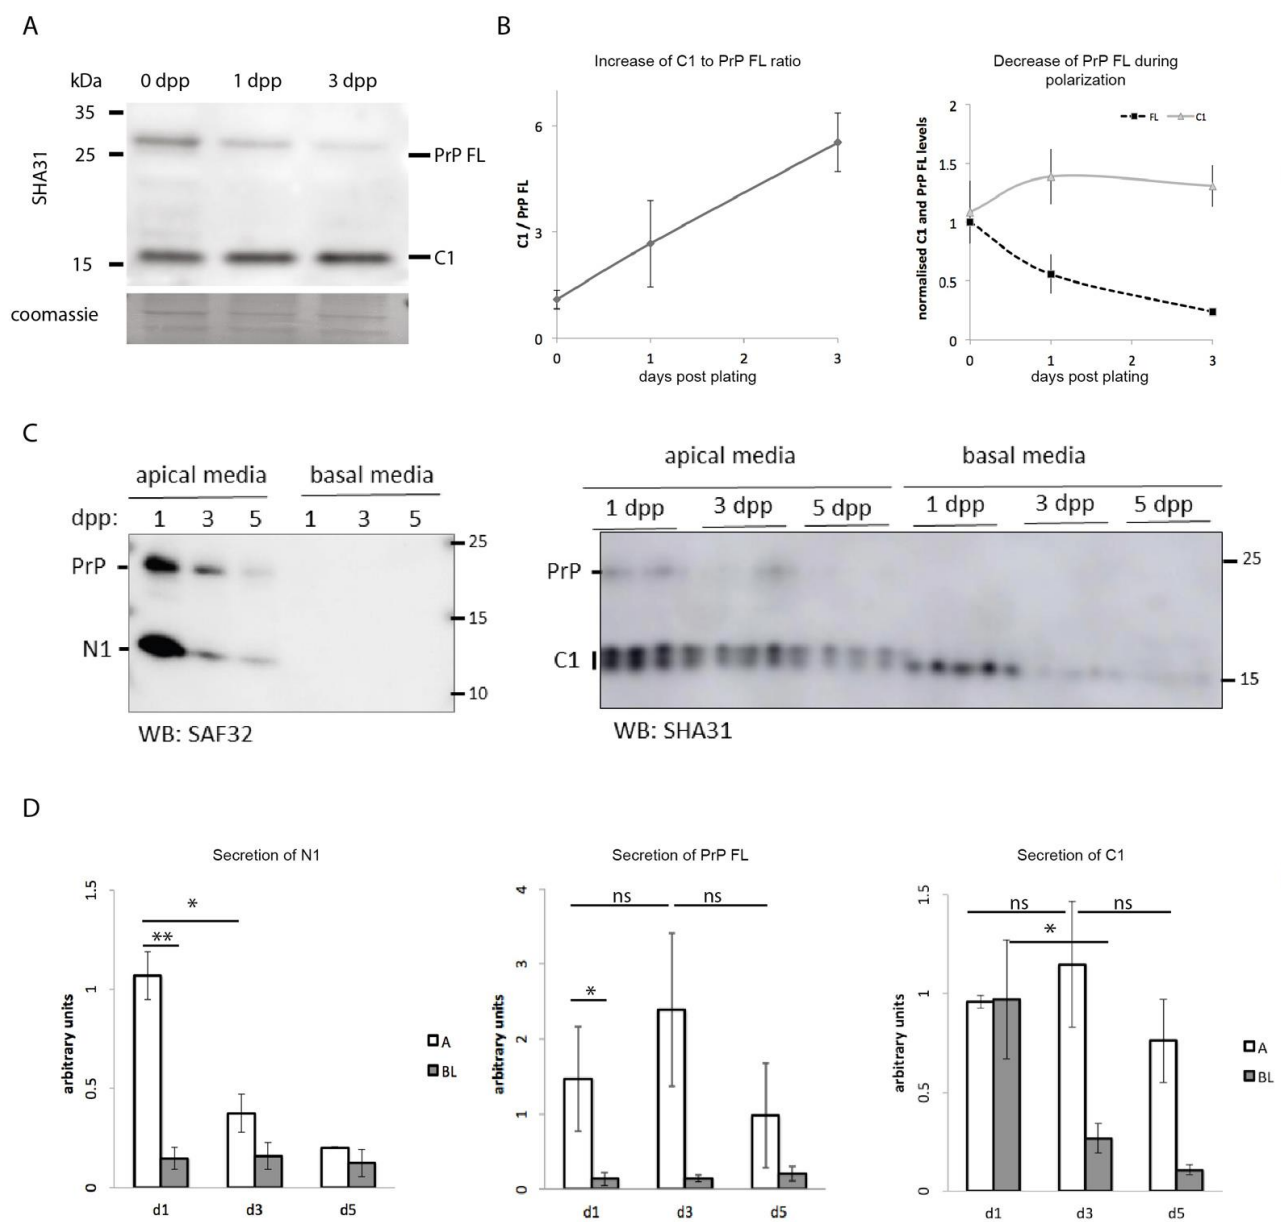 A
kDa 0 dpp 1 dpp 3 dpp
35
25
15
SHA31
PrP FL
C1
coomassie
B
Increase of C1 to PrP FL ratio
C1 / PrP FL
6
3
0
0 1 2 3
days post plating
Decrease of PrP FL during
polarization
FL C1
normalised C1 and PrP FL levels
2
1.5
1
0.5
0
0 1 2 3
days post plating
C
apical media basal media
dpp: 1 3 5 1 3 5
PrP
N1
25
15
10
WB: SAF32
apical media basal media
1 dpp 3 dpp 5 dpp 1 dpp 3 dpp 5 dpp
PrP
C1
25
15
WB: SHA31
D
Secretion of N1
arbitrary units
1.5
1
0.5
0
*
**
d1 d3 d5
A
BL
Secretion of PrP FL
arbitrary units
4
3
2
1
0
ns ns
*
d1 d3 d5
Secretion of C1
arbitrary units
1.5
1
0.5
0
ns ns
*
d1 d3 d5
A
BL